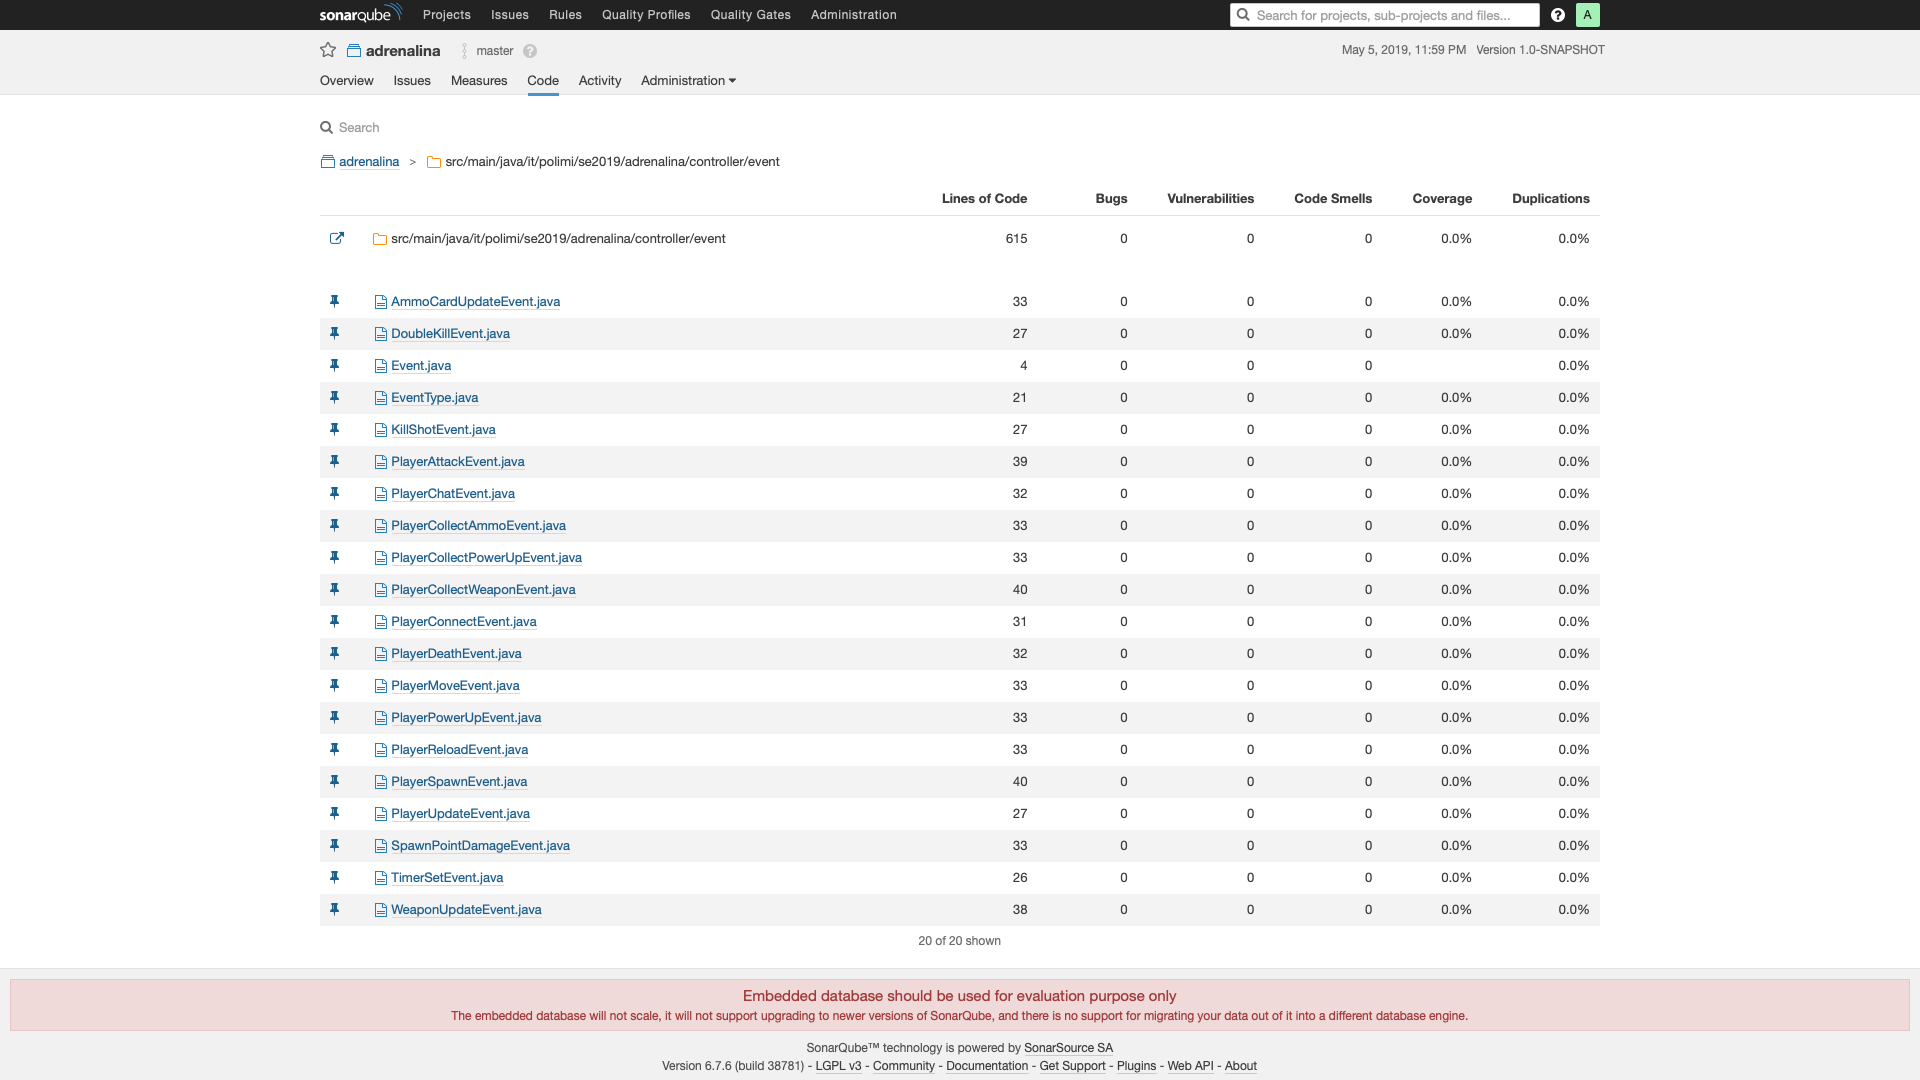 sonarqube Projects Issues Rules Quality Profiles Quality Gates Administration Search for projects, sub-projects and files... A
adrenalina master May 5, 2019, 11:59 PM Version 1.0-SNAPSHOT
Overview Issues Measures Code Activity Administration
Search
adrenalina > src/main/java/it/polimi/se2019/adrenalina/controller/event
Lines of Code Bugs Vulnerabilities Code Smells Coverage Duplications
src/main/java/it/polimi/se2019/adrenalina/controller/event 615 0 0 0 0.0% 0.0%
AmmoCardUpdateEvent.java 33 0 0 0 0.0% 0.0%
DoubleKillEvent.java 27 0 0 0 0.0% 0.0%
Event.java 4 0 0 0 0.0%
EventType.java 21 0 0 0 0.0% 0.0%
KillShotEvent.java 27 0 0 0 0.0% 0.0%
PlayerAttackEvent.java 39 0 0 0 0.0% 0.0%
PlayerChatEvent.java 32 0 0 0 0.0% 0.0%
PlayerCollectAmmoEvent.java 33 0 0 0 0.0% 0.0%
PlayerCollectPowerUpEvent.java 33 0 0 0 0.0% 0.0%
PlayerCollectWeaponEvent.java 40 0 0 0 0.0% 0.0%
PlayerConnectEvent.java 31 0 0 0 0.0% 0.0%
PlayerDeathEvent.java 32 0 0 0 0.0% 0.0%
PlayerMoveEvent.java 33 0 0 0 0.0% 0.0%
PlayerPowerUpEvent.java 33 0 0 0 0.0% 0.0%
PlayerReloadEvent.java 33 0 0 0 0.0% 0.0%
PlayerSpawnEvent.java 40 0 0 0 0.0% 0.0%
PlayerUpdateEvent.java 27 0 0 0 0.0% 0.0%
SpawnPointDamageEvent.java 33 0 0 0 0.0% 0.0%
TimerSetEvent.java 26 0 0 0 0.0% 0.0%
WeaponUpdateEvent.java 38 0 0 0 0.0% 0.0%
20 of 20 shown
Embedded database should be used for evaluation purpose only
The embedded database will not scale, it will not support upgrading to newer versions of SonarQube, and there is no support for migrating your data out of it into a different database engine.
SonarQube™ technology is powered by SonarSource SA
Version 6.7.6 (build 38781) - LGPL v3 - Community - Documentation - Get Support - Plugins - Web API - About